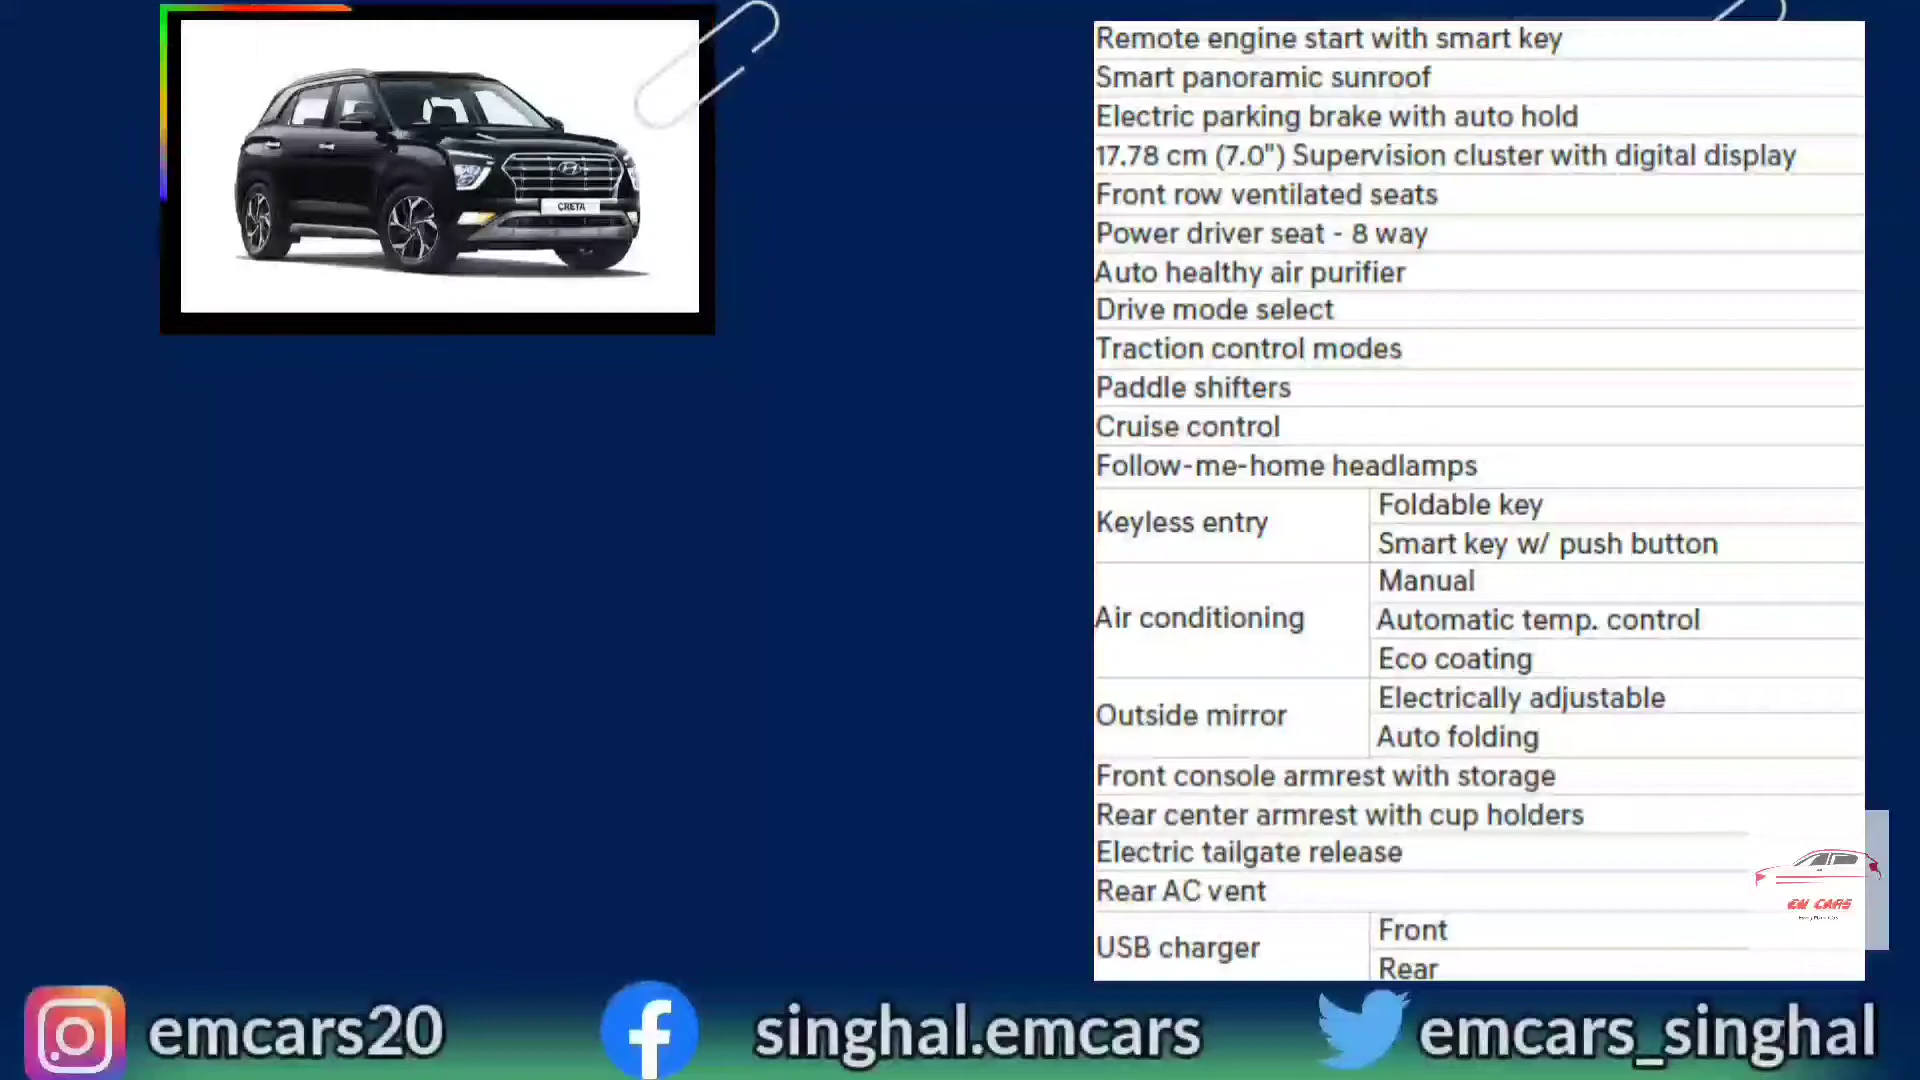 CRETA
Remote engine start with smart key
Smart panoramic sunroof
Electric parking brake with auto hold
17.78 cm (7.0") Supervision cluster with digital display
Front row ventilated seats
Power driver seat - 8 way
Auto healthy air purifier
Drive mode select
Traction control modes
Paddle shifters
Cruise control
Follow-me-home headlamps
Keyless entry
Foldable key
Smart key w/ push button
Air conditioning
Manual
Automatic temp. control
Eco coating
Outside mirror
Electrically adjustable
Auto folding
Front console armrest with storage
Rear center armrest with cup holders
Electric tailgate release
Rear AC vent
USB charger
Front
Rear
EM CARS
emcars20
singhal.emcars
emcars_singhal